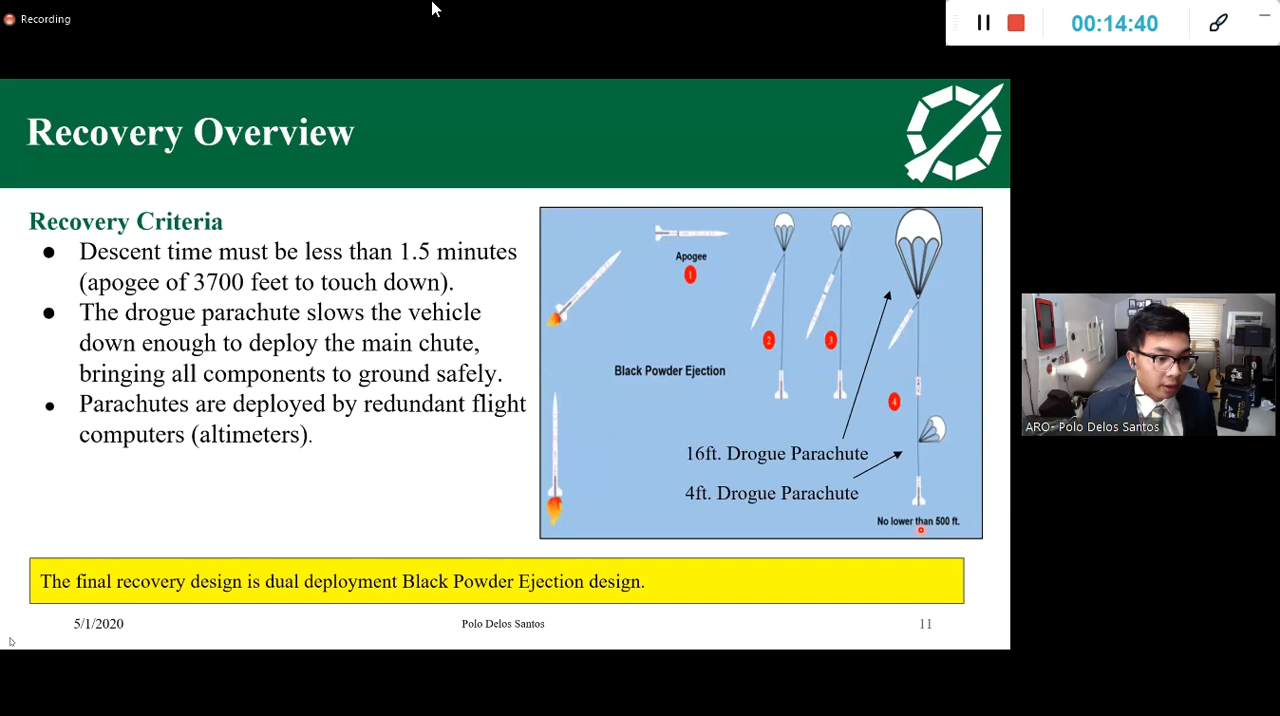 Recording
00:14:40
Recovery Overview
Recovery Criteria
● Descent time must be less than 1.5 minutes
(apogee of 3700 feet to touch down).
● The drogue parachute slows the vehicle
down enough to deploy the main chute,
bringing all components to ground safely.
● Parachutes are deployed by redundant flight
computers (altimeters).
Apogee
1
2
3
Black Powder Ejection
4
16ft. Drogue Parachute
4ft. Drogue Parachute
No lower than 500 ft.
The final recovery design is dual deployment Black Powder Ejection design.
5/1/2020
Polo Delos Santos
11
ARO- Polo Delos Santos